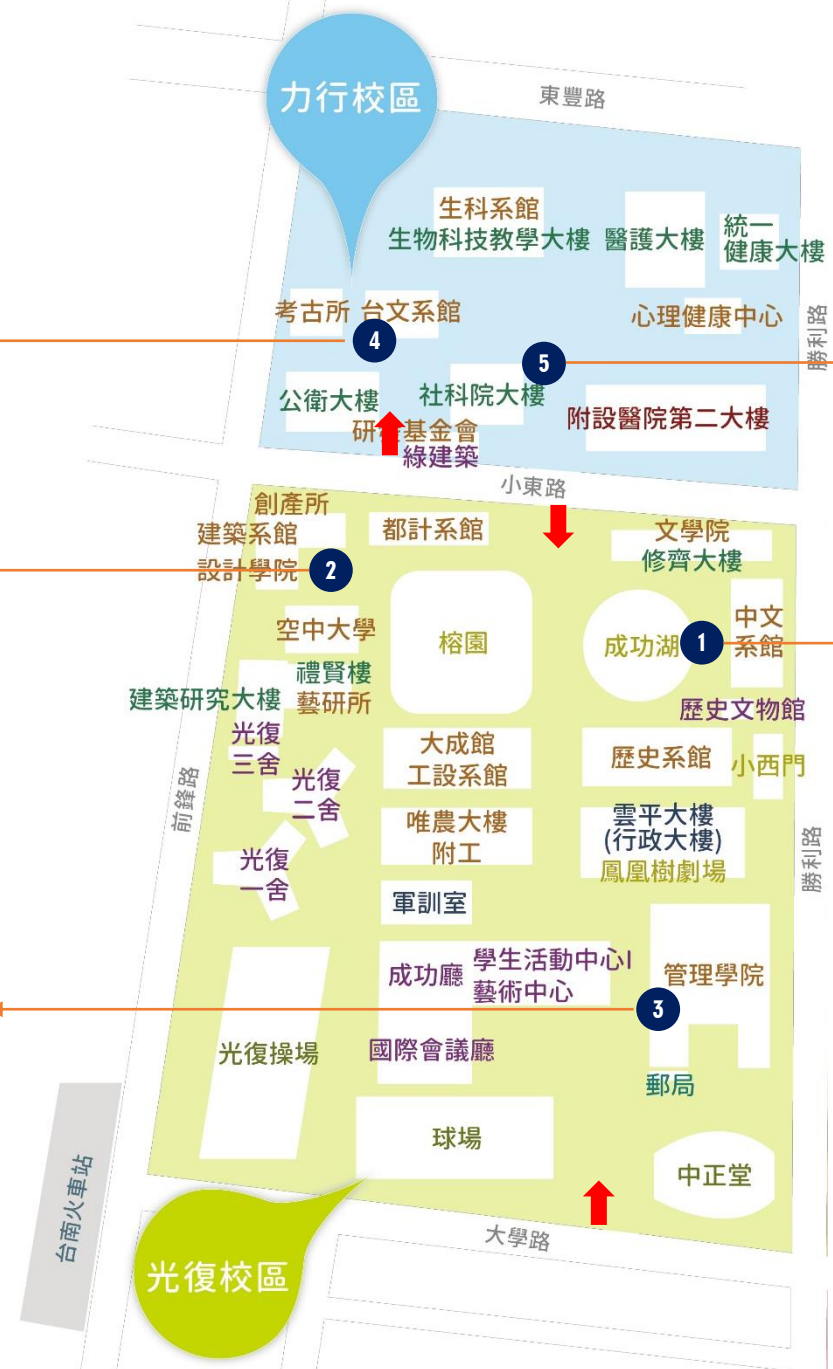 力行校區
東豐路
生科系館
生物科技教學大樓
醫護大樓
統一
健康大樓
考古所
台文系館
心理健康中心
勝利路
4
5
公衛大樓
社科院大樓
附設醫院第二大樓
基金會
綠建築
小東路
創產所
建築系館
設計學院
2
都計系館
文學院
修齊大樓
空中大學
榕園
成功湖
1
中文
系館
禮賢樓
藝研所
建築研究大樓
歷史文物館
光復
三舍
大成館
工設系館
歷史系館
小西門
光復
二舍
前鋒路
唯農大樓
附工
雲平大樓
(行政大樓)
鳳凰樹劇場
勝利路
光復
一舍
軍訓室
成功廳
學生活動中心I
藝術中心
管理學院
3
光復操場
國際會議廳
郵局
球場
中正堂
台南火車站
大學路
光復校區